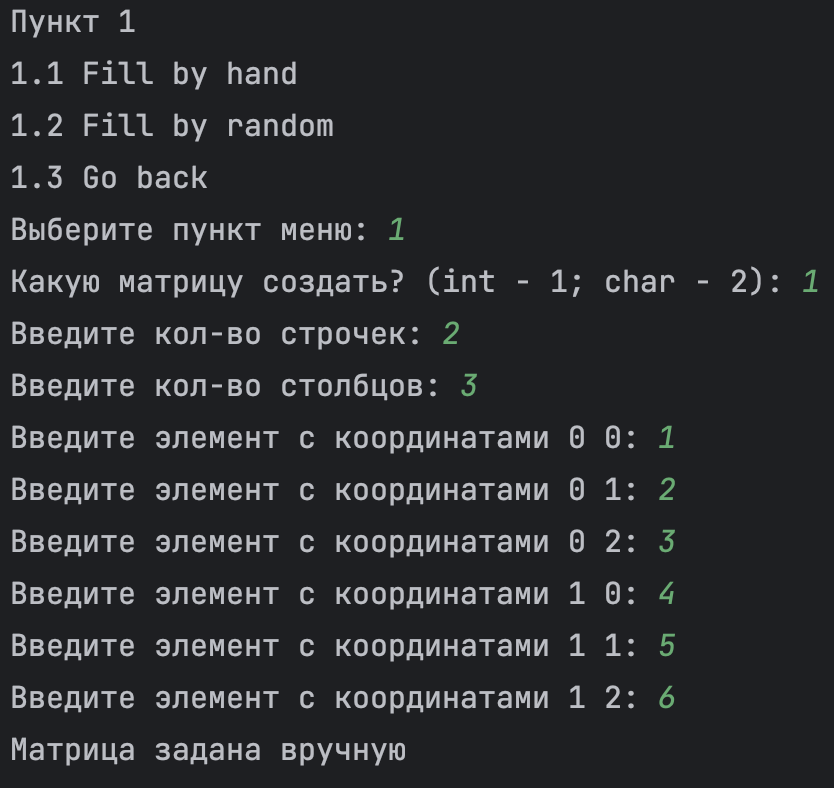 Пункт 1
1.1 Fill by hand
1.2 Fill by random
1.3 Go back
Выберите пункт меню: 1
Какую матрицу создать? (int - 1; char - 2): 1
Введите кол-во строчек: 2
Введите кол-во столбцов: 3
Введите элемент с координатами 0 0: 1
Введите элемент с координатами 0 1: 2
Введите элемент с координатами 0 2: 3
Введите элемент с координатами 1 0: 4
Введите элемент с координатами 1 1: 5
Введите элемент с координатами 1 2: 6
Матрица задана вручную